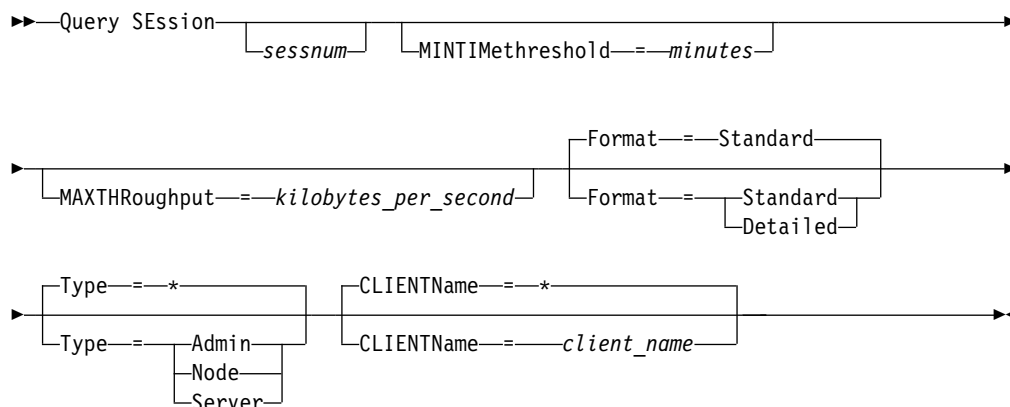 Query SEssion
sessnum
MINTIMethreshold = minutes
Format = Standard
MAXTHRoughput = kilobytes_per_second
Format = Standard
Detailed
Type = *
CLIENTName = *
Type = Admin
CLIENTName = client_name
Node
Server